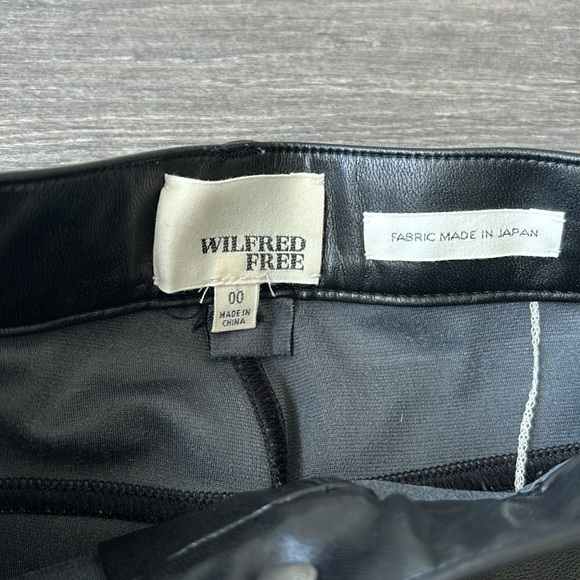 WILFRED
FREE
FABRIC MADE IN JAPAN
00
MADE IN
CHINA